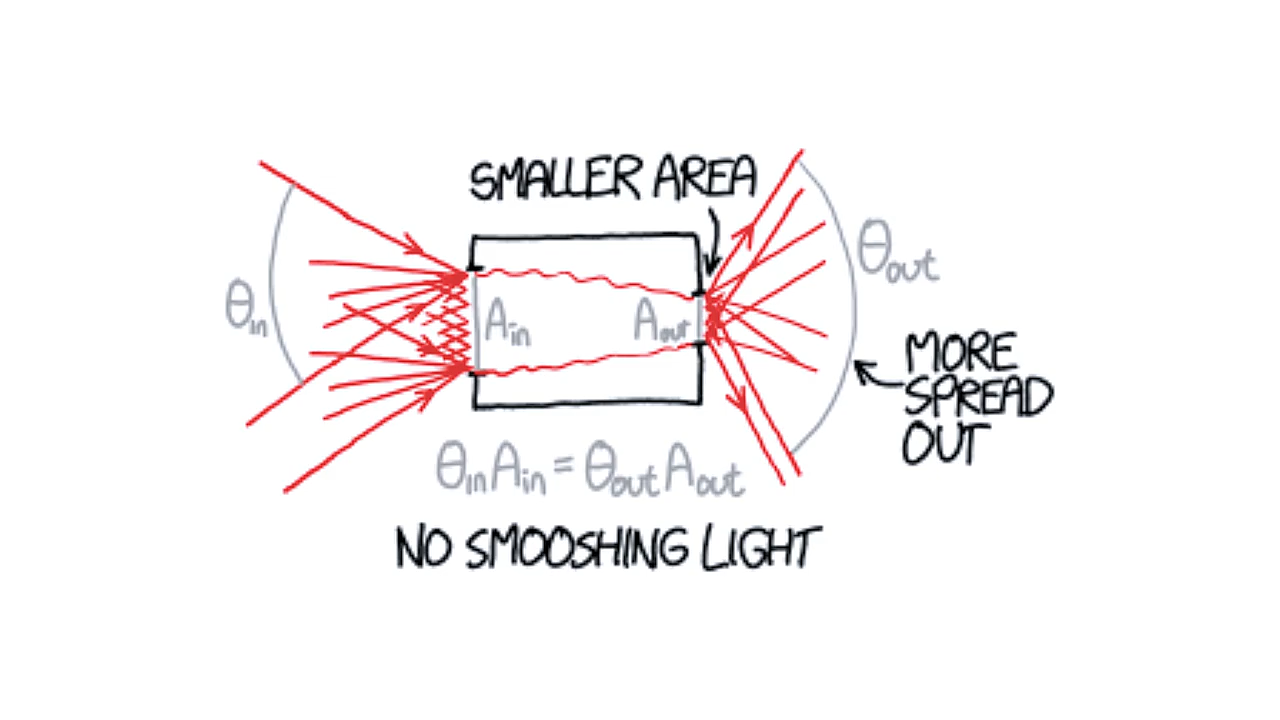 SMALLER AREA
θin
Ain
Aout
θout
MORE
SPREAD
OUT
θinAin = θoutAout
NO SMOOSHING LIGHT